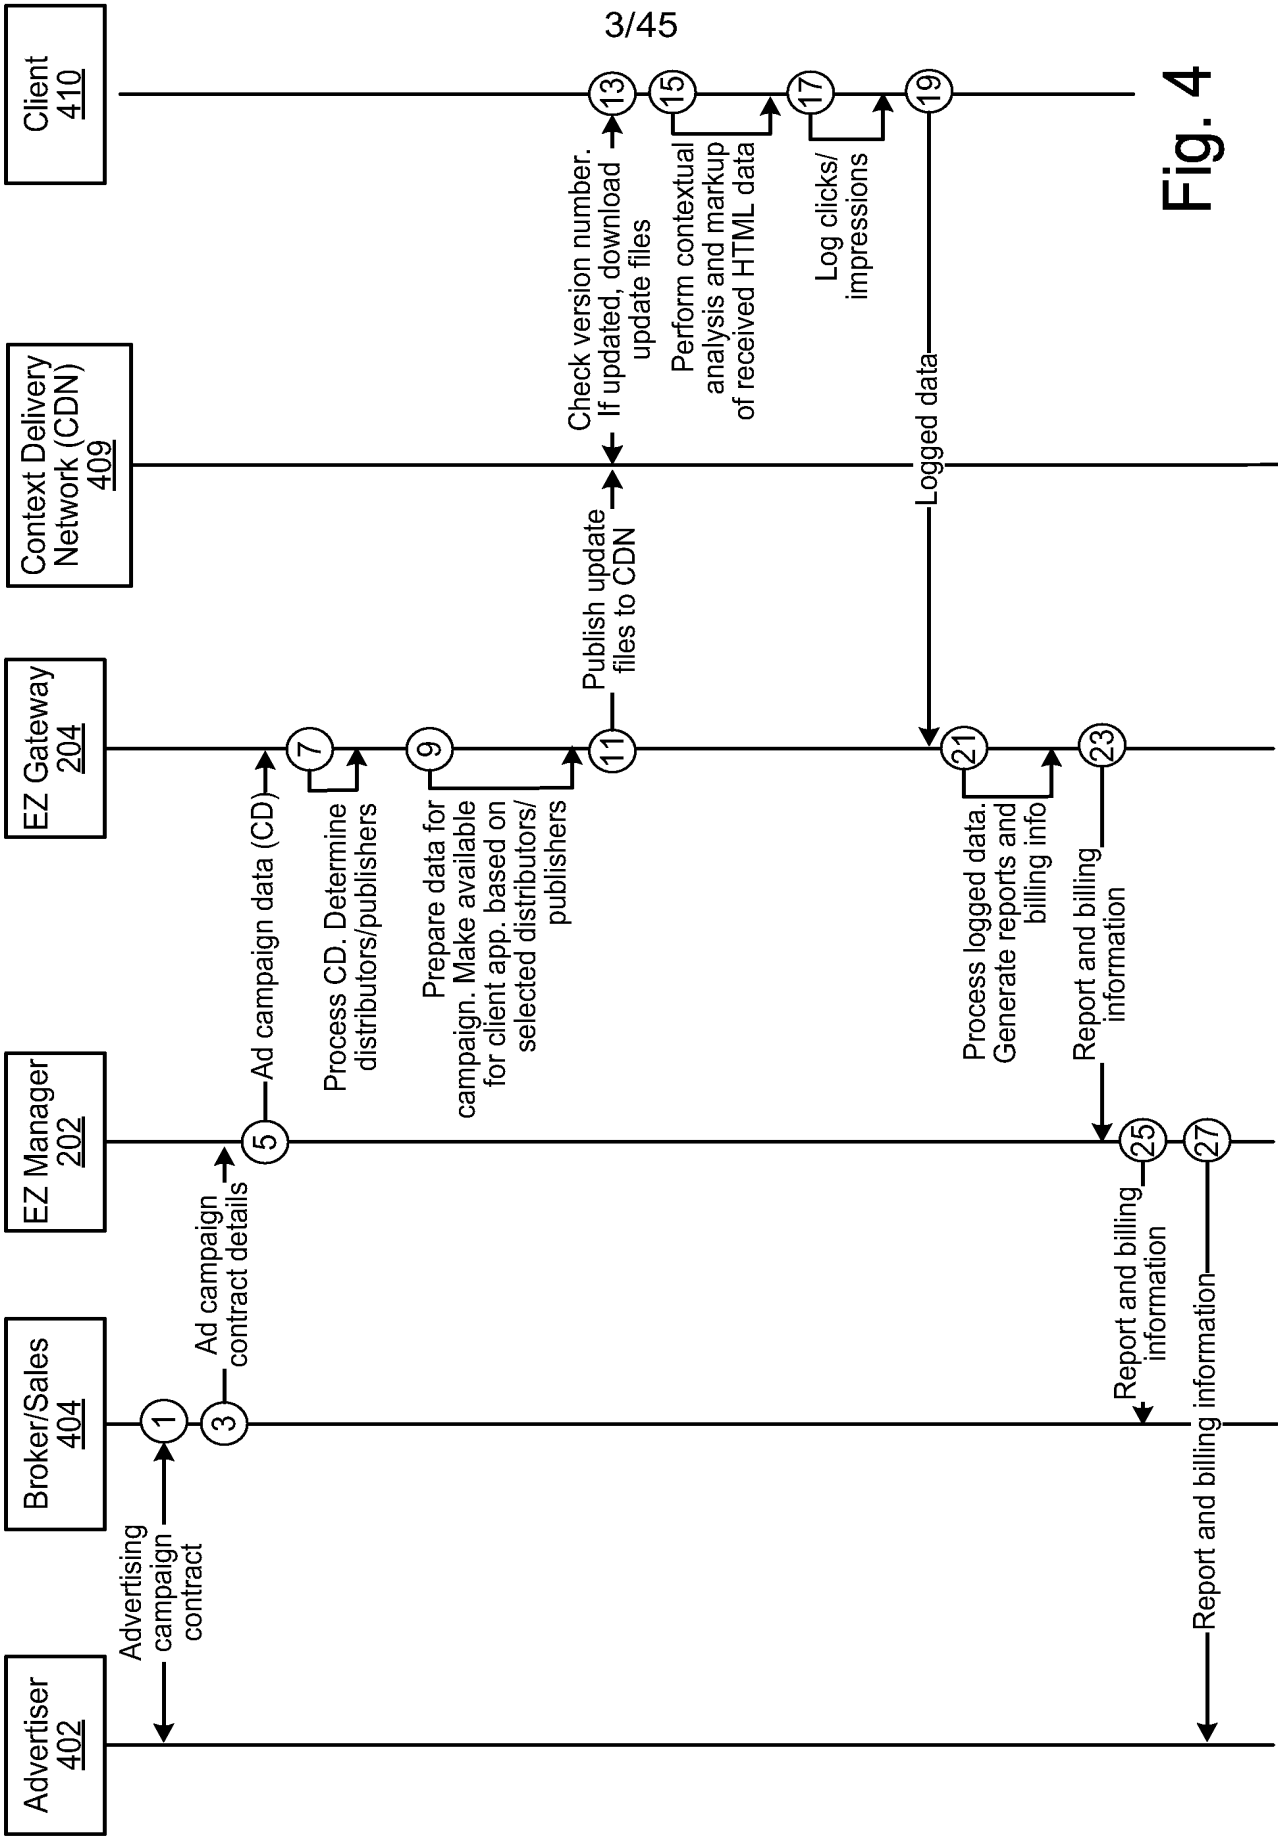 3/45
Advertiser
402
Broker/Sales
404
EZ Manager
202
EZ Gateway
204
Context Delivery
Network (CDN)
409
Client
410
Advertising
campaign
contract
1
3
Ad campaign
contract details
5
Ad campaign data (CD)
7
Process CD. Determine
distributors/publishers
9
Prepare data for
campaign. Make available
for client app. based on
selected distributors/
publishers
11
Publish update
files to CDN
Check version number.
If updated, download
update files
13
15
Perform contextual
analysis and markup
of received HTML data
17
Log clicks/
impressions
19
Logged data
21
Process logged data.
Generate reports and
billing info
23
Report and billing
information
25
Report and billing
information
27
Report and billing information
Fig. 4